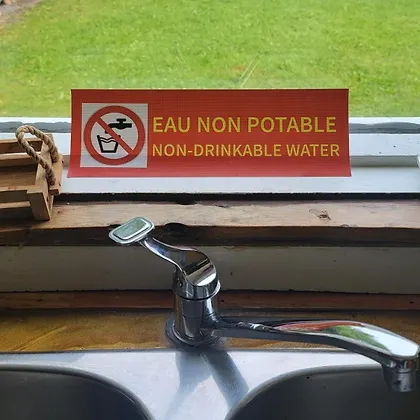 EAU NON POTABLE
NON-DRINKABLE WATER